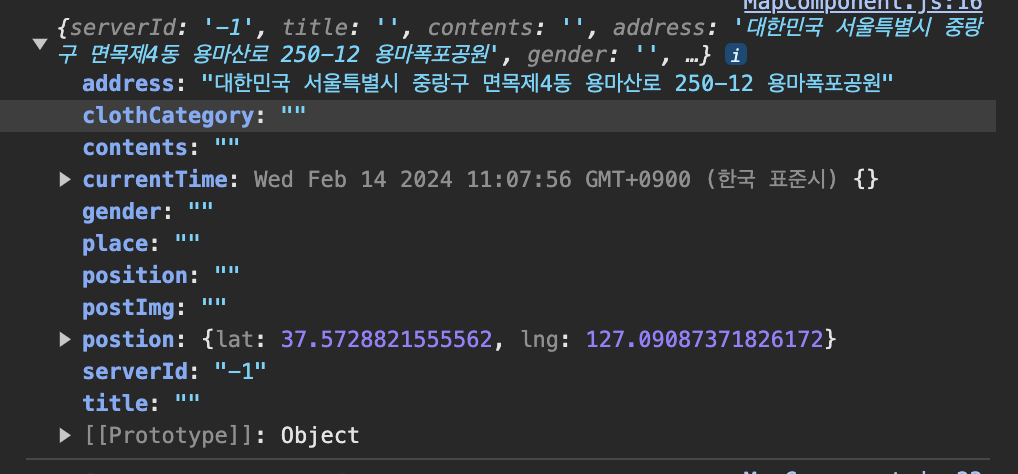 MapComponent.js:16
{serverId: '-1', title: '', contents: '', address: '대한민국 서울특별시 중랑
구 면목제4동 용마산로 250-12 용마폭포공원', gender: '', …} i
address: "대한민국 서울특별시 중랑구 면목제4동 용마산로 250-12 용마폭포공원"
clothCategory: ""
contents: ""
currentTime: Wed Feb 14 2024 11:07:56 GMT+0900 (한국 표준시) {}
gender: ""
place: ""
position: ""
postImg: ""
postion: {lat: 37.5728821555562, lng: 127.09087371826172}
serverId: "-1"
title: ""
[[Prototype]]: Object